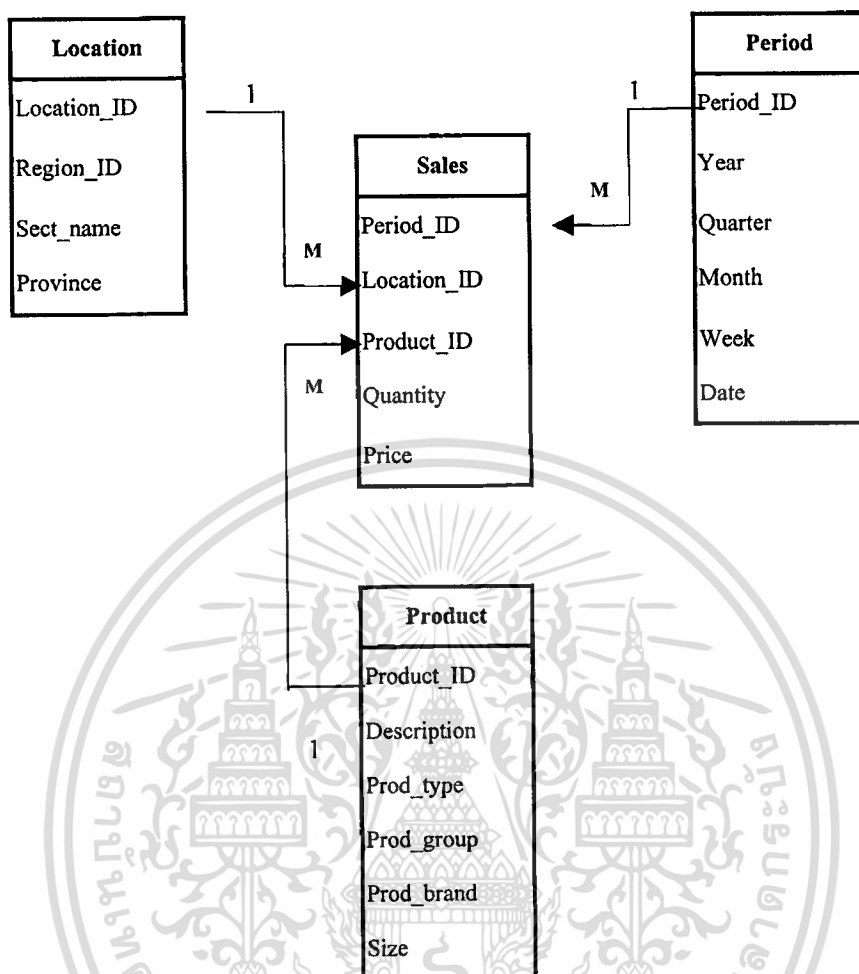 Location
Location_ID
Region_ID
Sect_name
Province
1
M
Period
Period_ID
Year
Quarter
Month
Week
Date
1
M
Sales
Period_ID
Location_ID
Product_ID
Quantity
Price
M
1
Product
Product_ID
Description
Prod_type
Prod_group
Prod_brand
Size